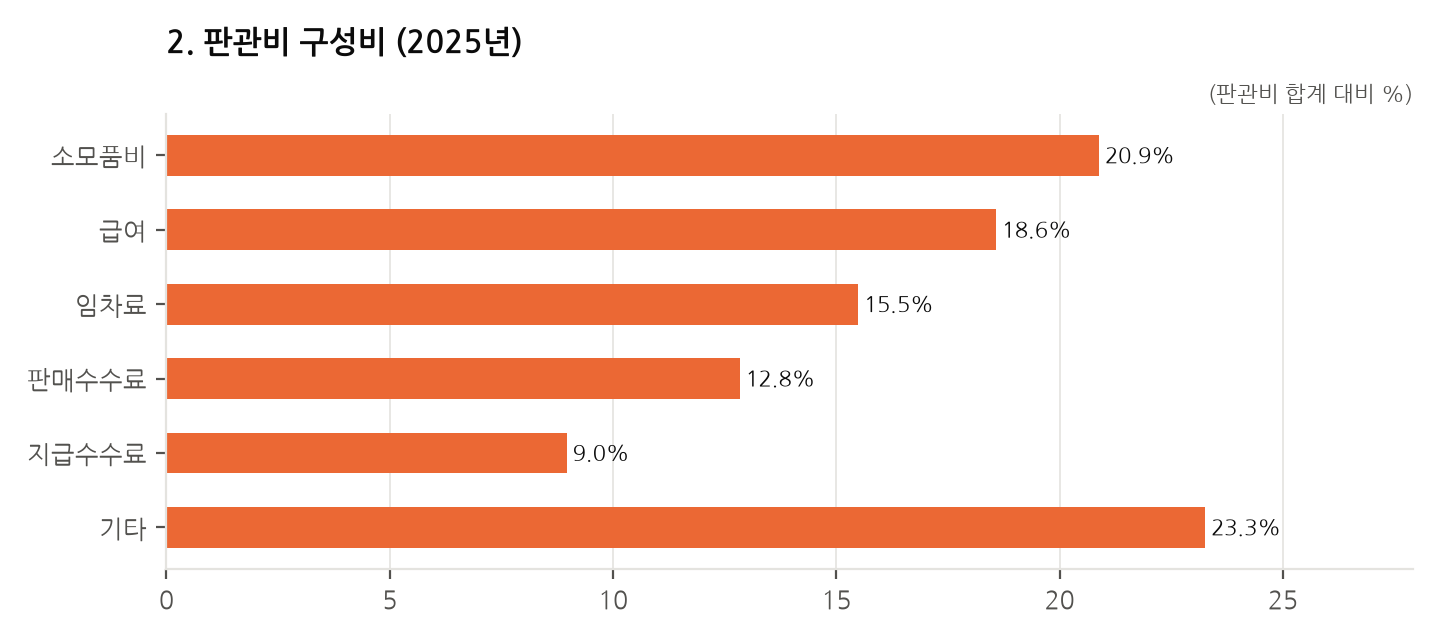 2. 판관비 구성비 (2025년)
(판관비 합계 대비 %)
소모품비 20.9%
급여 18.6%
임차료 15.5%
판매수수료 12.8%
지급수수료 9.0%
기타 23.3%
0 5 10 15 20 25